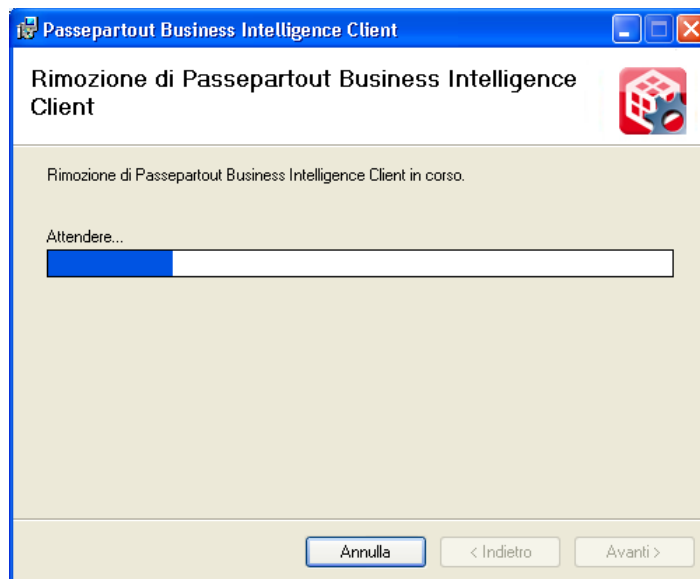 Passepartout Business Intelligence Client
Rimozione di Passepartout Business Intelligence
Client
Rimozione di Passepartout Business Intelligence Client in corso.
Attendere...
Annulla
< Indietro
Avanti >